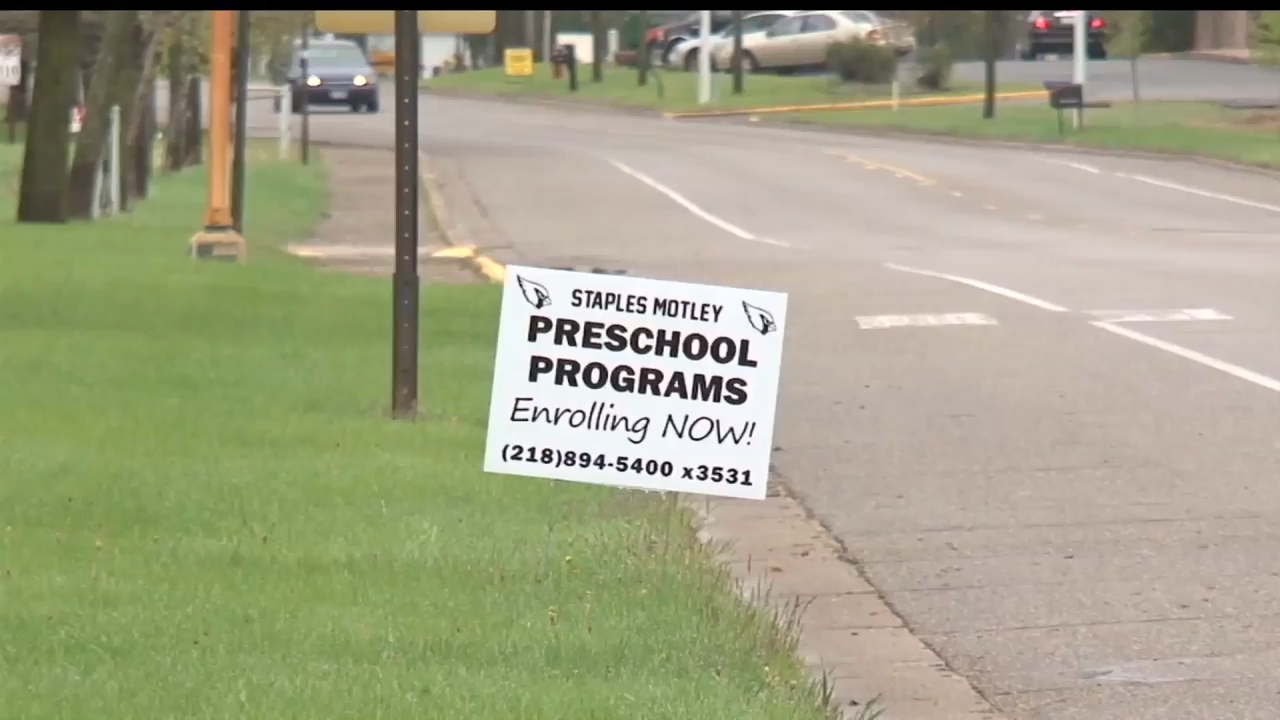 STAPLES MOTLEY
PRESCHOOL
PROGRAMS
Enrolling NOW!
(218)894-5400 x3531